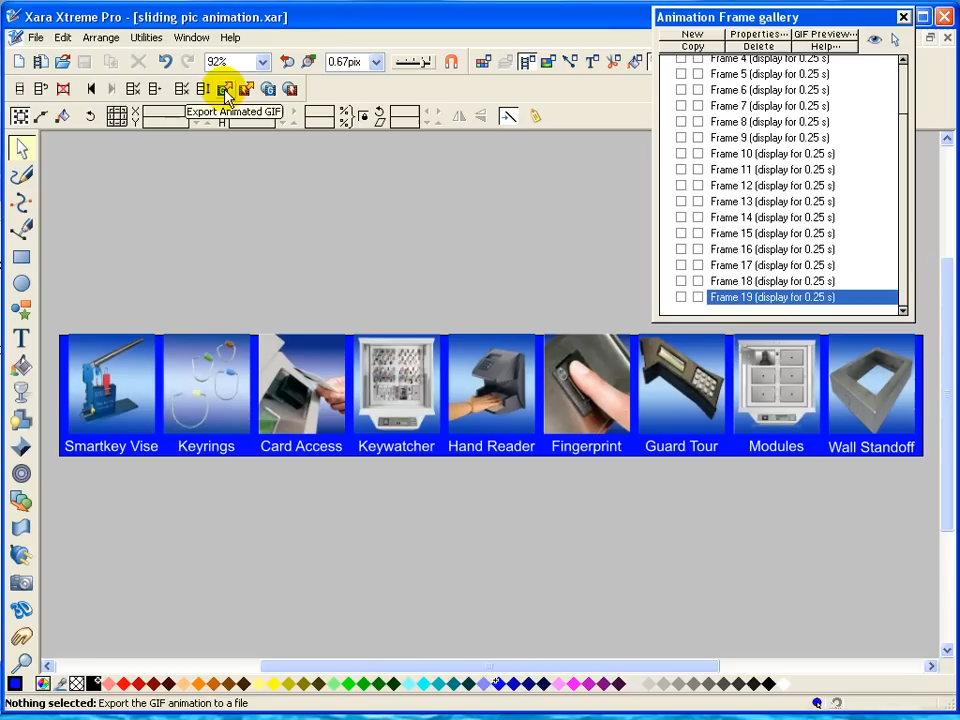 Xara Xtreme Pro - [sliding pic animation.xar]
File Edit Arrange Utilities Window Help
92%
0.67pix
Export Animated GIF
X
Y
W
H
Animation Frame gallery
New Properties... GIF Preview...
Copy Delete Help...
Frame 4 (display for 0.25 s)
Frame 5 (display for 0.25 s)
Frame 6 (display for 0.25 s)
Frame 7 (display for 0.25 s)
Frame 8 (display for 0.25 s)
Frame 9 (display for 0.25 s)
Frame 10 (display for 0.25 s)
Frame 11 (display for 0.25 s)
Frame 12 (display for 0.25 s)
Frame 13 (display for 0.25 s)
Frame 14 (display for 0.25 s)
Frame 15 (display for 0.25 s)
Frame 16 (display for 0.25 s)
Frame 17 (display for 0.25 s)
Frame 18 (display for 0.25 s)
Frame 19 (display for 0.25 s)
Smartkey Vise Keyrings Card Access Keywatcher Hand Reader Fingerprint Guard Tour Modules Wall Standoff
Nothing selected: Export the GIF animation to a file